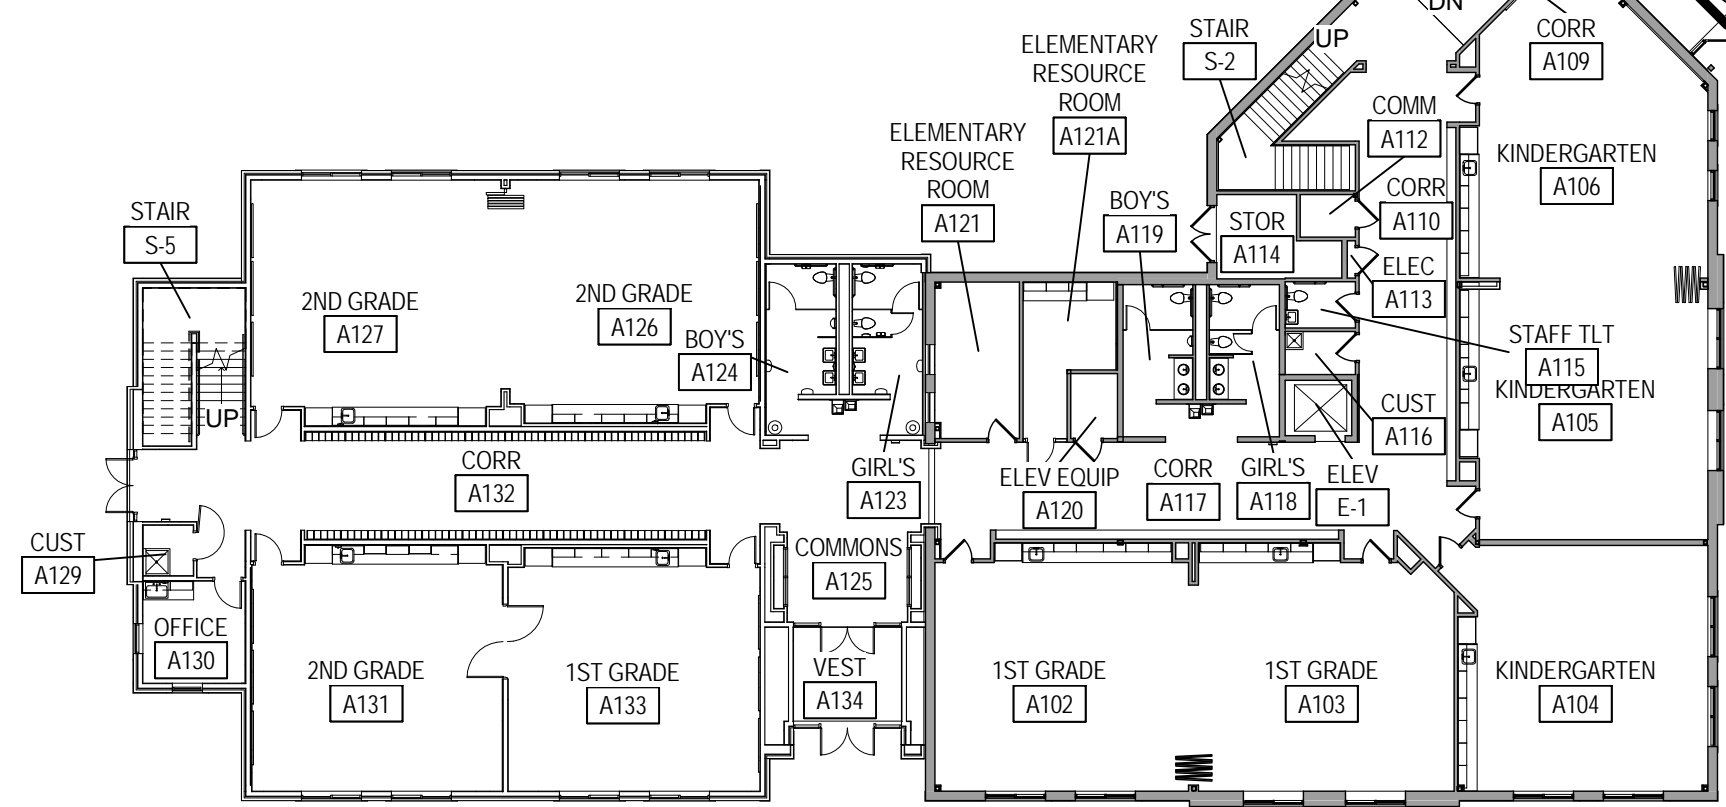 DN
UP
STAIR
S-2
CORR
A109
ELEMENTARY
RESOURCE
ROOM
A121A
COMM
A112
ELEMENTARY
RESOURCE
ROOM
A121
KINDERGARTEN
A106
CORR
A110
BOY'S
A119
STOR
A114
STAIR
S-5
ELEC
A113
2ND GRADE
A127
2ND GRADE
A126
BOY'S
A124
STAFF TLT
A115
KINDERGARTEN
A105
UP
CUST
A116
CORR
A132
GIRL'S
A123
ELEV EQUIP
A120
CORR
A117
GIRL'S
A118
ELEV
E-1
CUST
A129
COMMONS
A125
OFFICE
A130
2ND GRADE
A131
1ST GRADE
A133
VEST
A134
1ST GRADE
A102
1ST GRADE
A103
KINDERGARTEN
A104